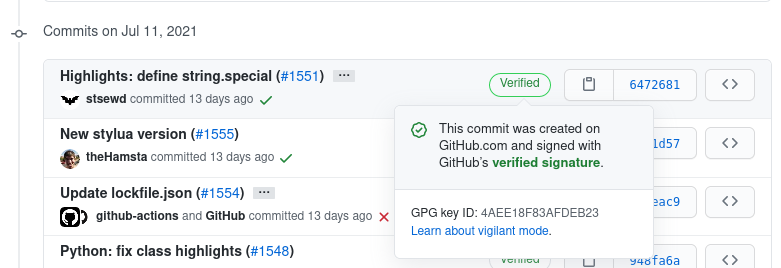 Commits on Jul 11, 2021
Highlights: define string.special (#1551) ...
Verified
6472681
stsewd committed 13 days ago
This commit was created on
GitHub.com and signed with
GitHub's verified signature.
New stylua version (#1555)
1d57
theHamsta committed 13 days ago
Update lockfile.json (#1554) ...
eac9
github-actions and GitHub committed 13 days ago
GPG key ID: 4AEE18F83AFDEB23
Learn about vigilant mode.
Python: fix class highlights (#1548)
Verified
948fa6a